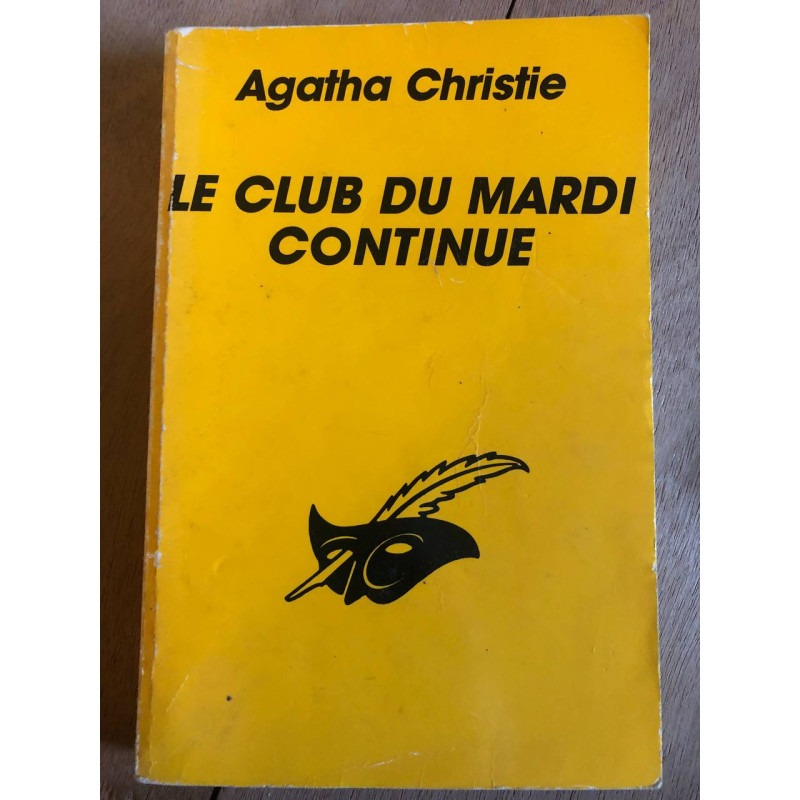 Agatha Christie
LE CLUB DU MARDI
CONTINUE